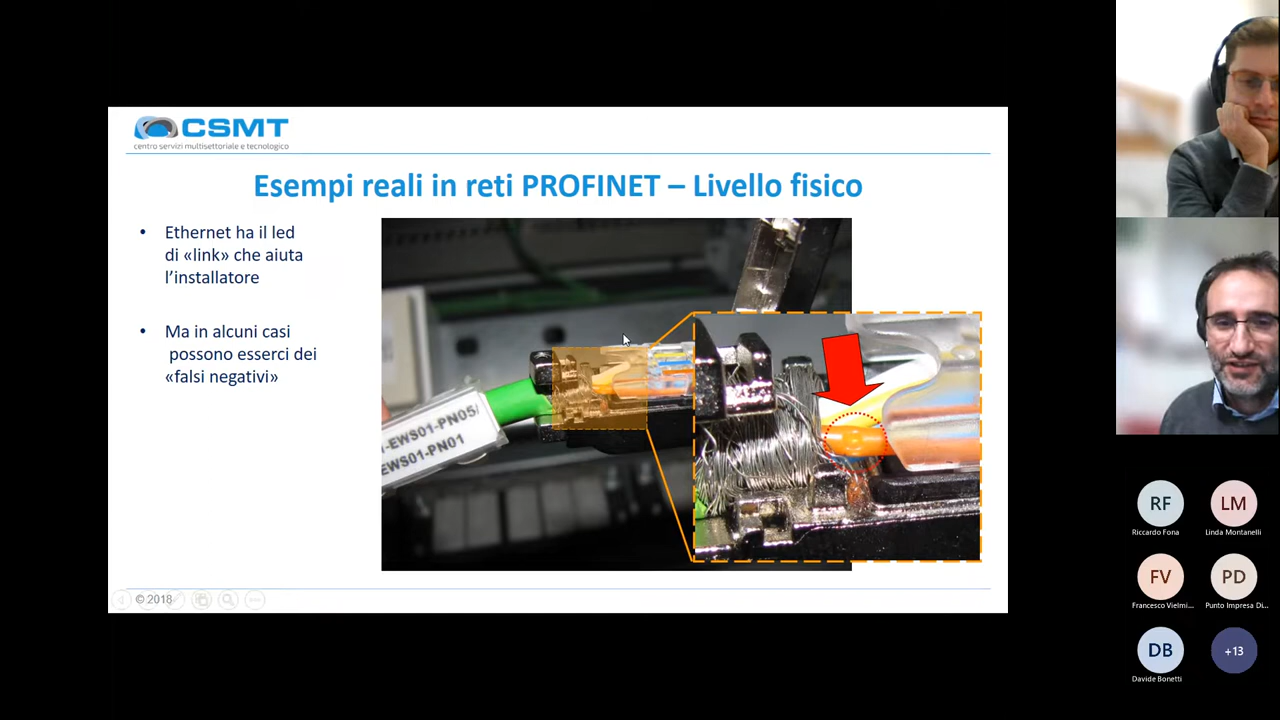 CSMT
centro servizi multisettoriale e tecnologico
Esempi reali in reti PROFINET – Livello fisico
• Ethernet ha il led
di «link» che aiuta
l’installatore
• Ma in alcuni casi
possono esserci dei
«falsi negativi»
-EWS01-PN05/
EWS01-PN01
© 2018
RF
Riccardo Fona
LM
Linda Montanelli
FV
Francesco Vielmi...
PD
Punto Impresa Di...
DB
Davide Bonetti
+13